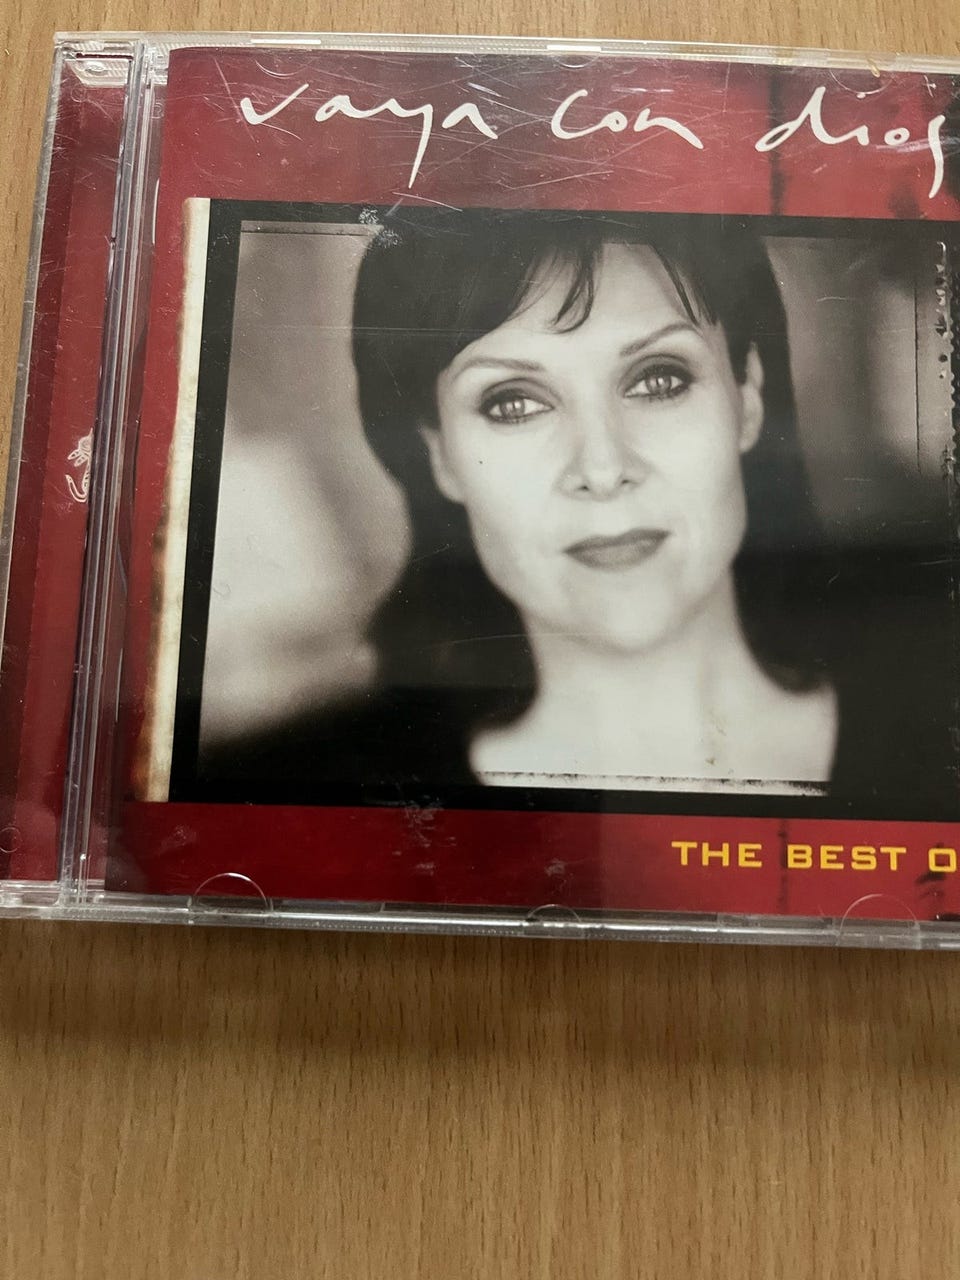 vaya con dios
THE BEST O